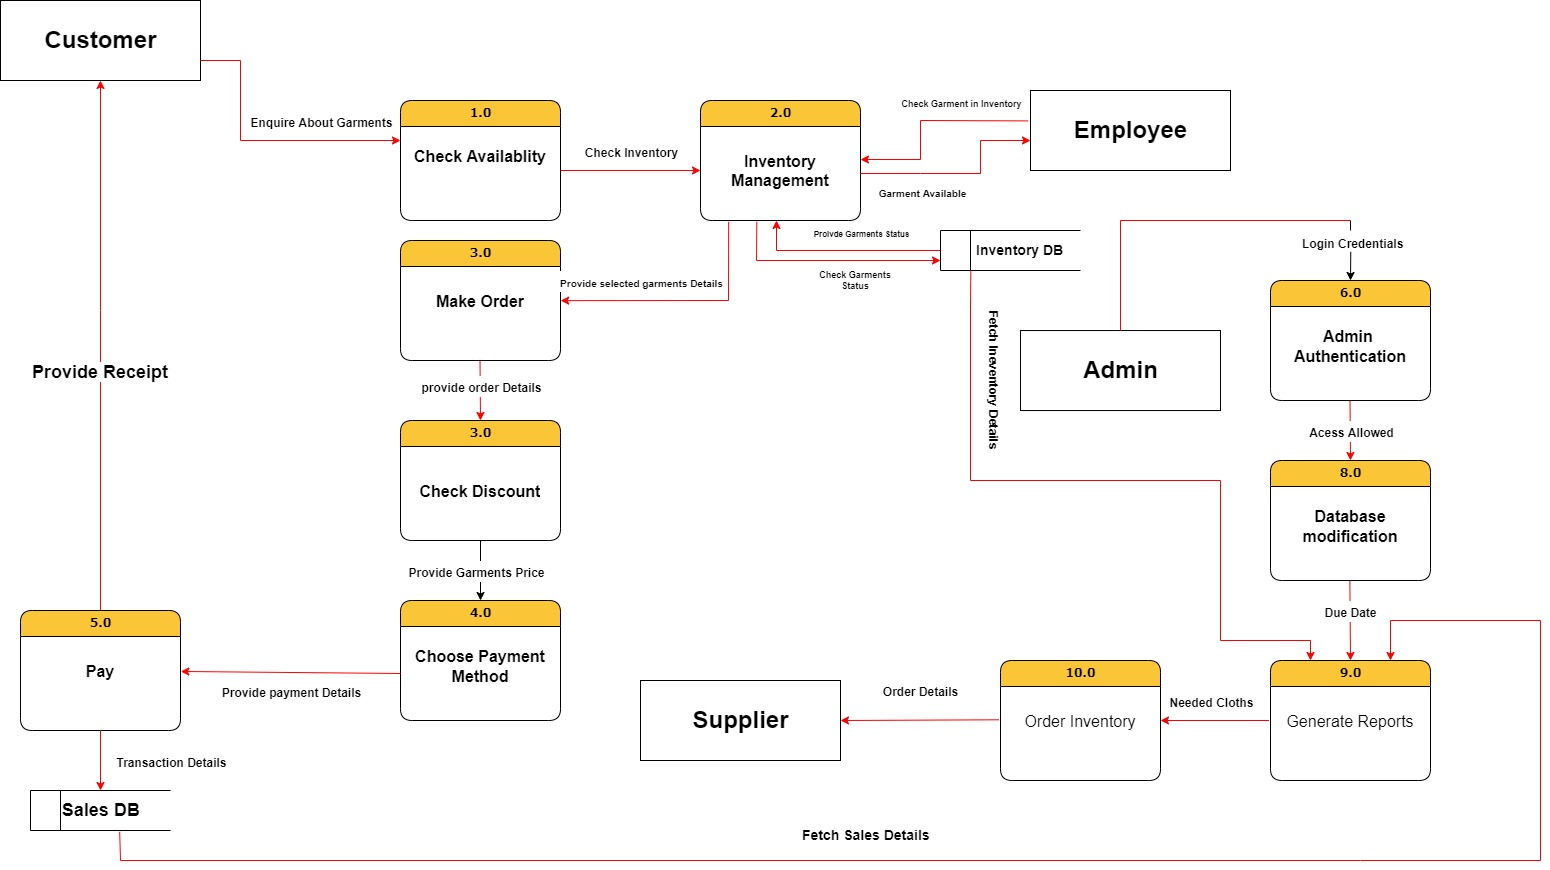 Customer
Enquire About Garments
1.0
Check Availablity
Check Inventory
2.0
Inventory
Management
Check Garment in Inventory
Employee
Garment Available
Prolvde Garments Status
Inventory DB
Check Garments
Status
Login Credentials
3.0
Make Order
Provide selected garments Details
6.0
Admin
Authentication
Admin
Fetch Ineventory Details
Provide Receipt
provide order Details
Acess Allowed
3.0
Check Discount
8.0
Database
modification
Provide Garments Price
Due Date
5.0
Pay
4.0
Choose Payment
Method
Provide payment Details
Supplier
Order Details
10.0
Order Inventory
Needed Cloths
9.0
Generate Reports
Transaction Details
Sales DB
Fetch Sales Details